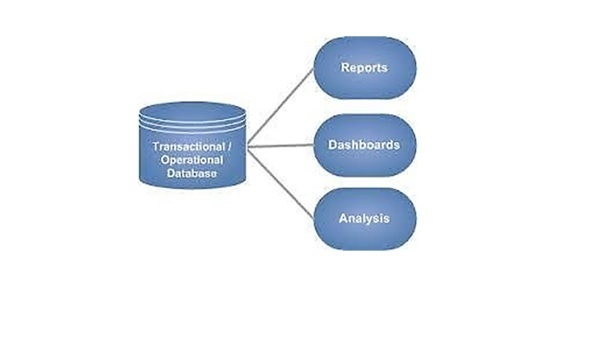 Reports
Transactional /
Operational
Database
Dashboards
Analysis